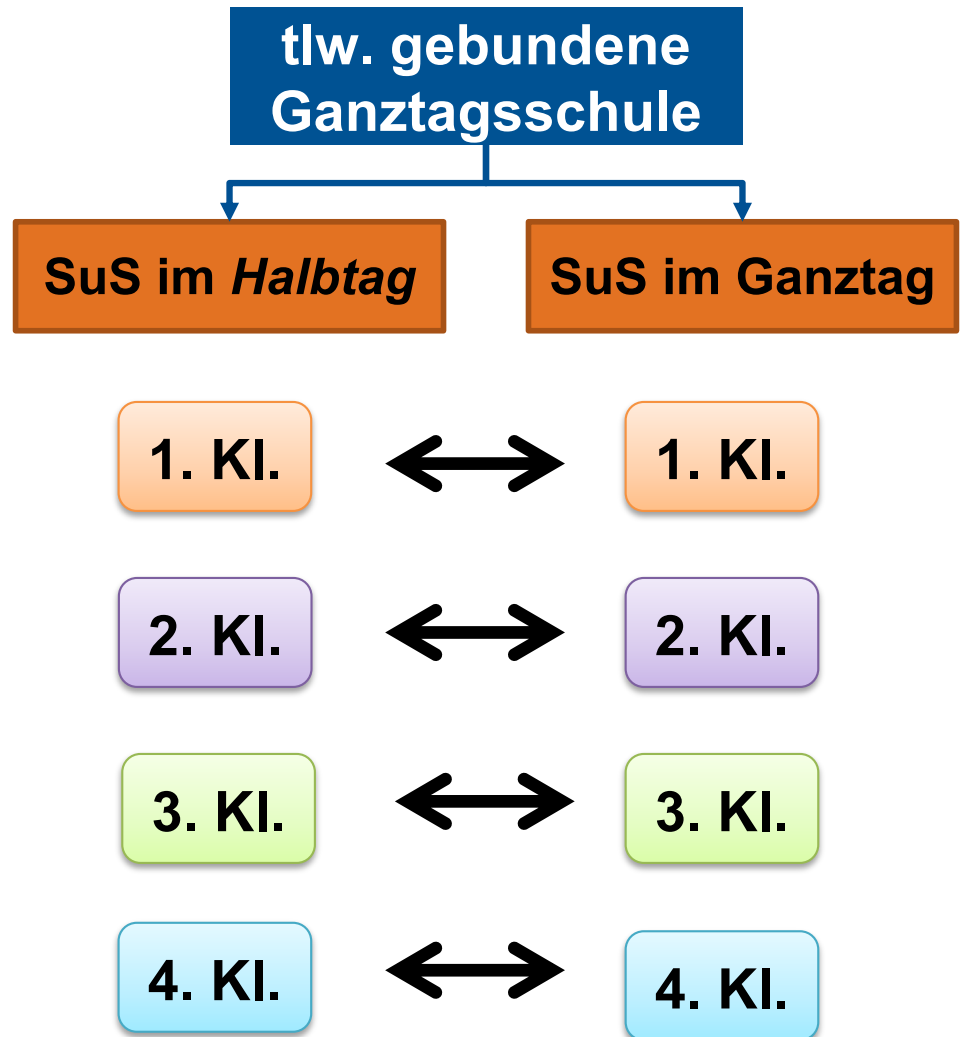 tlw. gebundene
Ganztagsschule
SuS im Halbtag
SuS im Ganztag
1. Kl.
1. Kl.
2. Kl.
2. Kl.
3. Kl.
3. Kl.
4. Kl.
4. Kl.